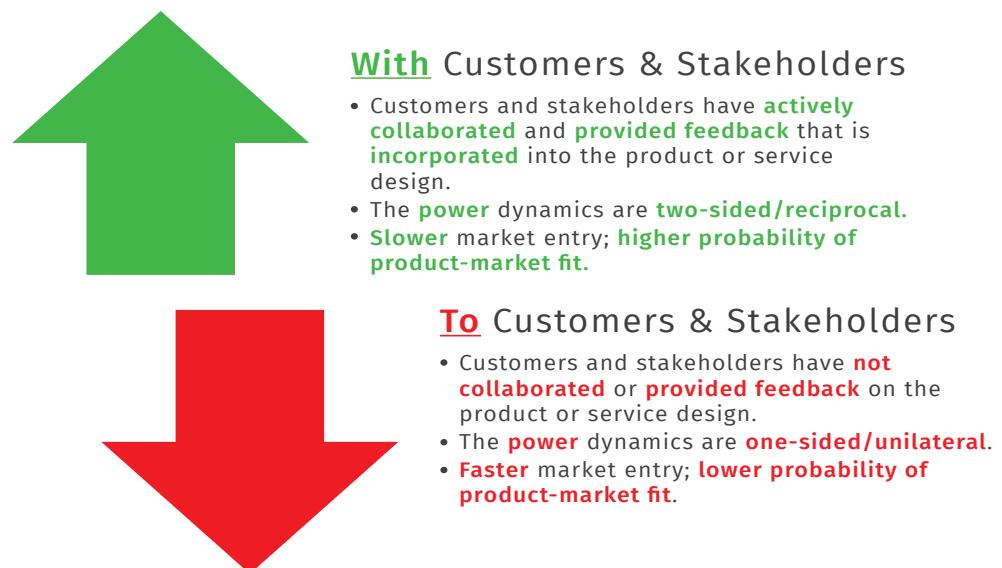 With Customers & Stakeholders
• Customers and stakeholders have actively
collaborated and provided feedback that is
incorporated into the product or service
design.
• The power dynamics are two-sided/reciprocal.
• Slower market entry; higher probability of
product-market fit.
To Customers & Stakeholders
• Customers and stakeholders have not
collaborated or provided feedback on the
product or service design.
• The power dynamics are one-sided/unilateral.
• Faster market entry; lower probability of
product-market fit.